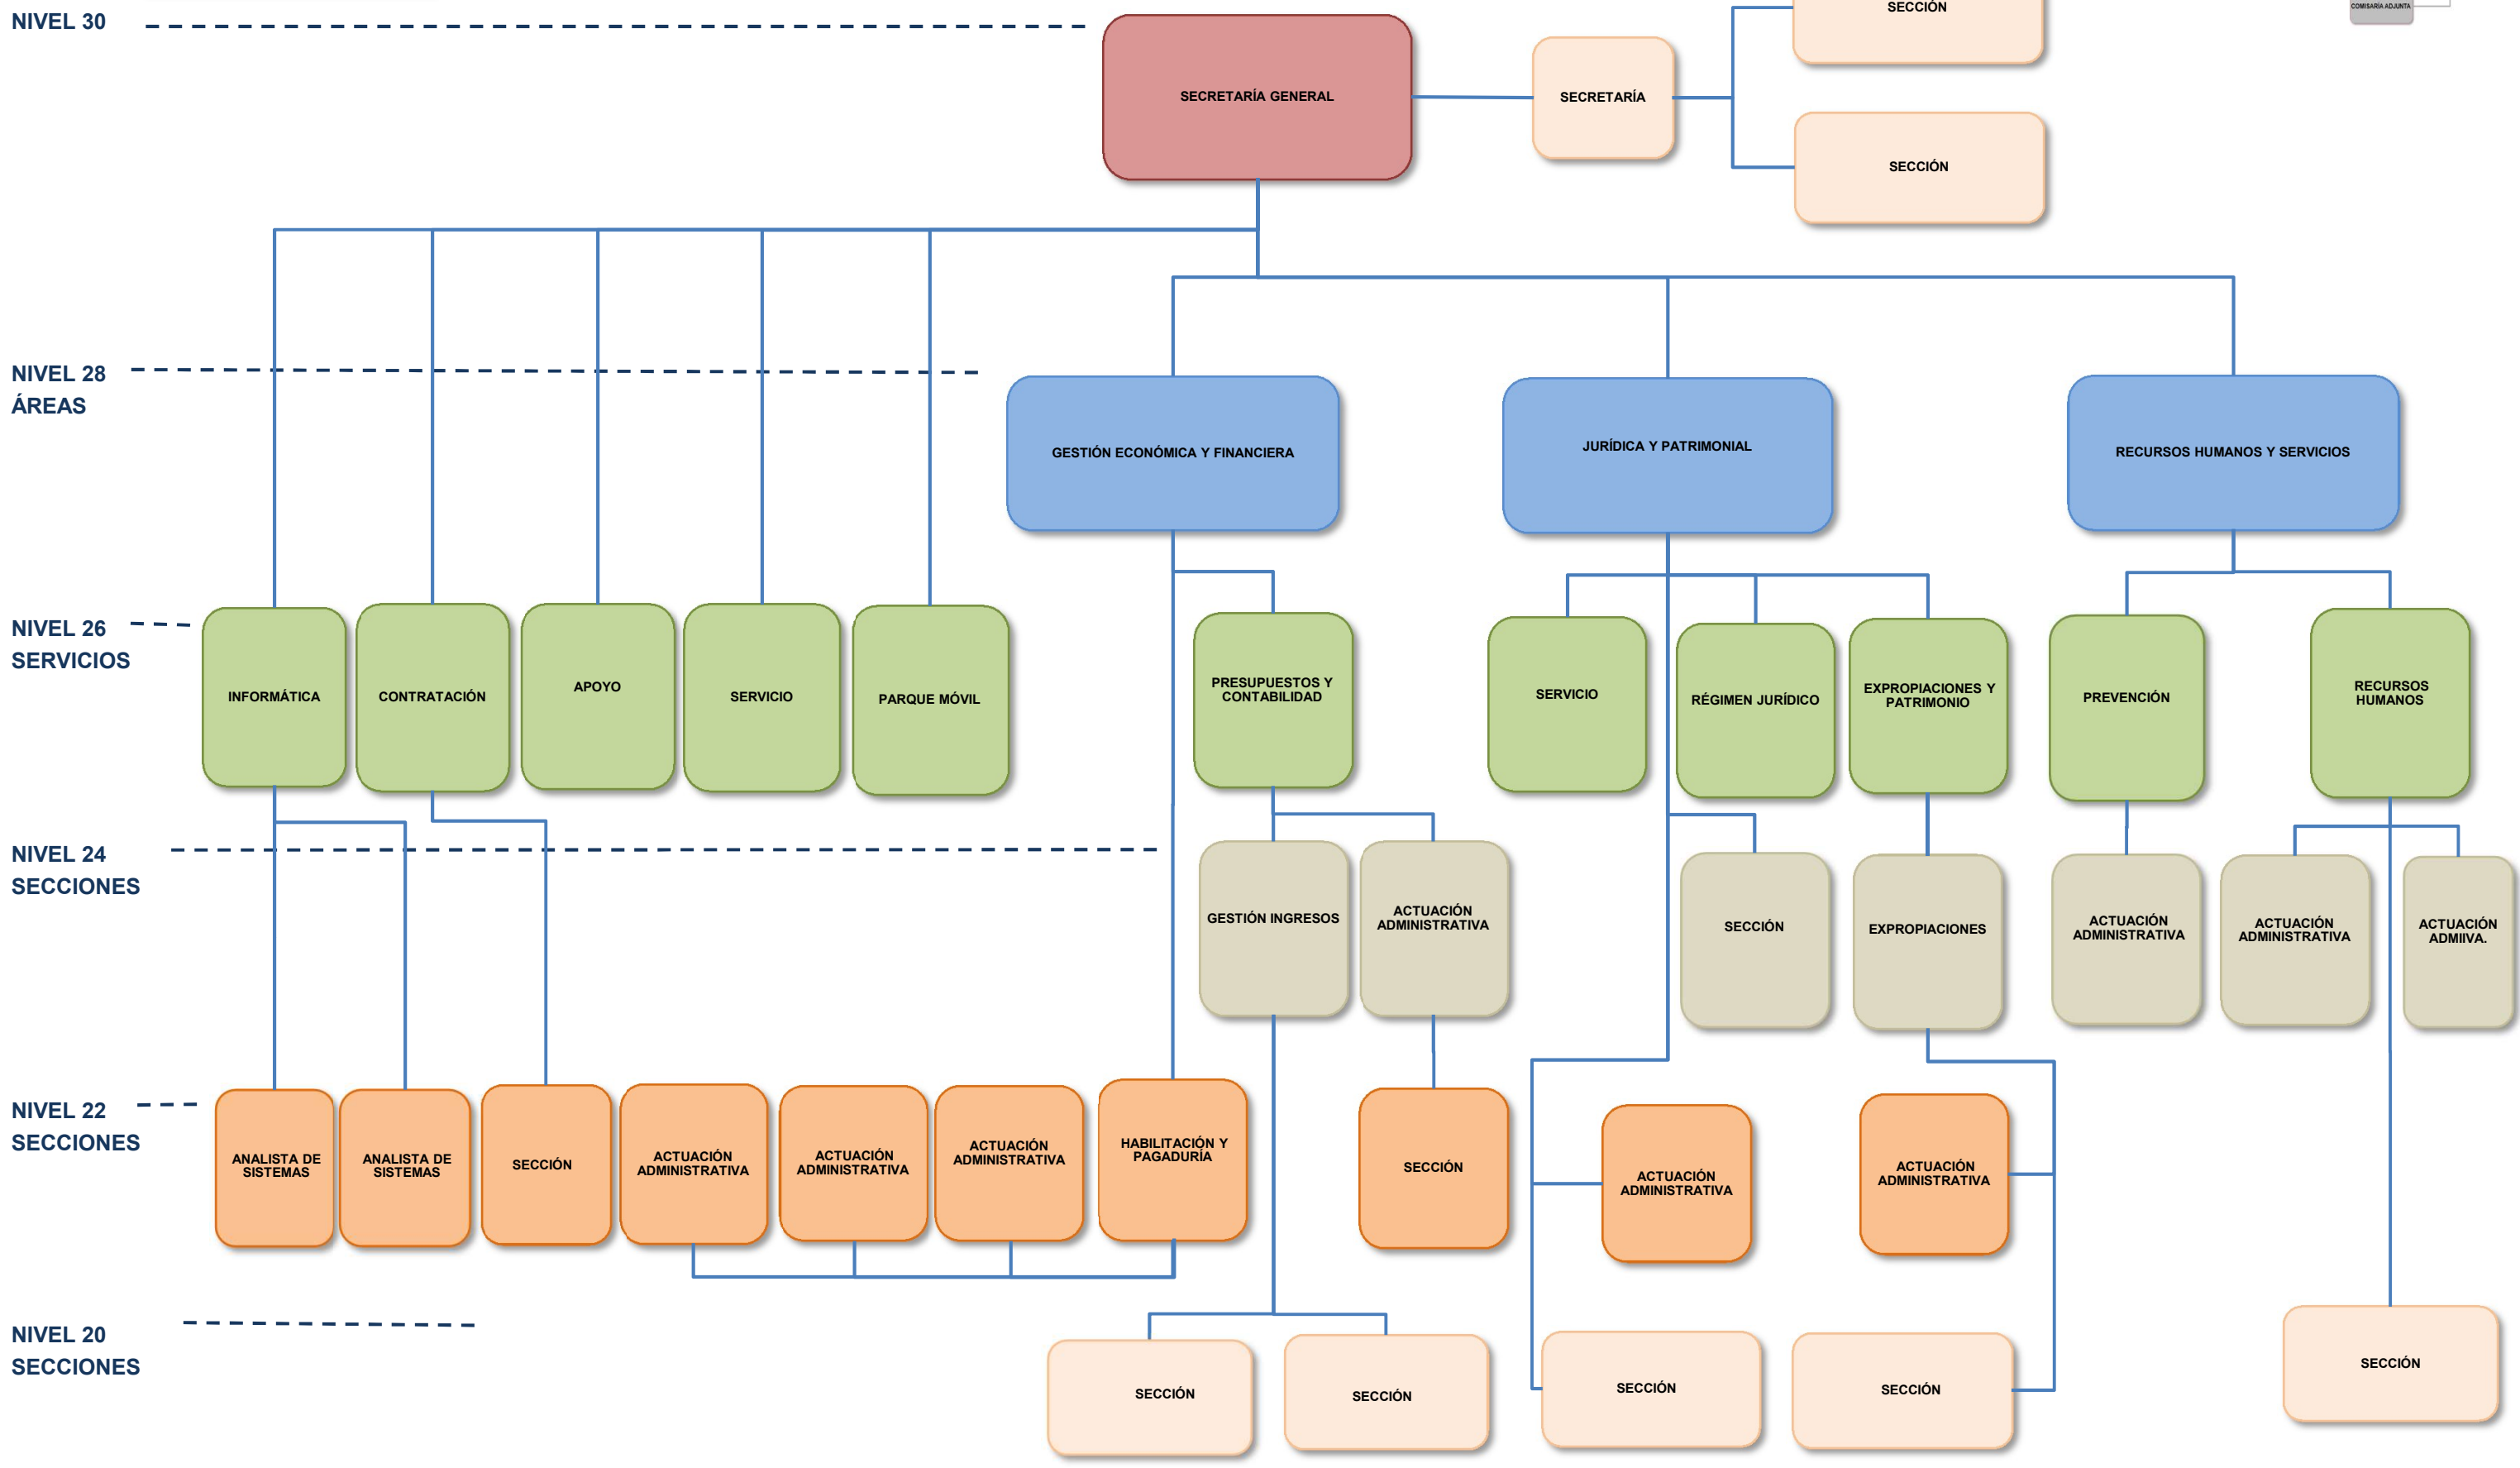 NIVEL 30
SECCIÓN
COMISARÍA ADJUNTA
SECRETARÍA GENERAL
SECRETARÍA
SECCIÓN
NIVEL 28
ÁREAS
GESTIÓN ECONÓMICA Y FINANCIERA
JURÍDICA Y PATRIMONIAL
RECURSOS HUMANOS Y SERVICIOS
NIVEL 26
SERVICIOS
INFORMÁTICA
CONTRATACIÓN
APOYO
SERVICIO
PARQUE MÓVIL
PRESUPUESTOS Y
CONTABILIDAD
SERVICIO
RÉGIMEN JURÍDICO
EXPROPIACIONES Y
PATRIMONIO
PREVENCIÓN
RECURSOS
HUMANOS
NIVEL 24
SECCIONES
GESTIÓN INGRESOS
ACTUACIÓN
ADMINISTRATIVA
SECCIÓN
EXPROPIACIONES
ACTUACIÓN
ADMINISTRATIVA
ACTUACIÓN
ADMINISTRATIVA
ACTUACIÓN
ADMIIVA.
NIVEL 22
SECCIONES
ANALISTA DE
SISTEMAS
ANALISTA DE
SISTEMAS
SECCIÓN
ACTUACIÓN
ADMINISTRATIVA
ACTUACIÓN
ADMINISTRATIVA
ACTUACIÓN
ADMINISTRATIVA
HABILITACIÓN Y
PAGADURÍA
SECCIÓN
ACTUACIÓN
ADMINISTRATIVA
ACTUACIÓN
ADMINISTRATIVA
NIVEL 20
SECCIONES
SECCIÓN
SECCIÓN
SECCIÓN
SECCIÓN
SECCIÓN